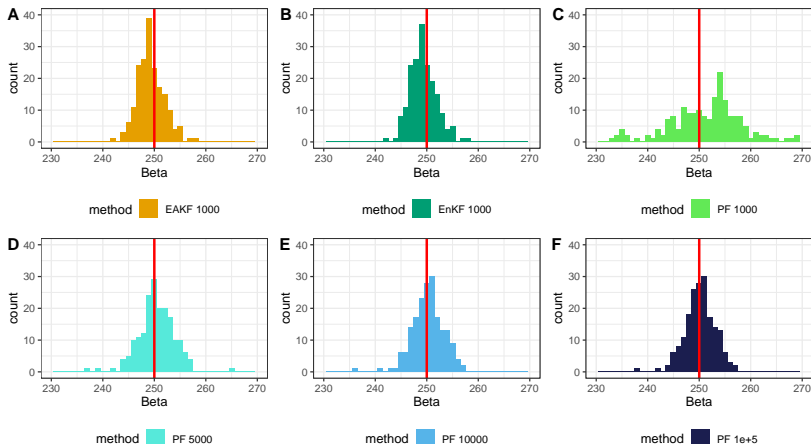 A
count
40
30
20
10
0
230 240 250 260 270
Beta
method EAKF 1000
B
count
40
30
20
10
0
230 240 250 260 270
Beta
method EnKF 1000
C
count
40
30
20
10
0
230 240 250 260 270
Beta
method PF 1000
D
count
40
30
20
10
0
230 240 250 260 270
Beta
method PF 5000
E
count
40
30
20
10
0
230 240 250 260 270
Beta
method PF 10000
F
count
40
30
20
10
0
230 240 250 260 270
Beta
method PF 1e+5